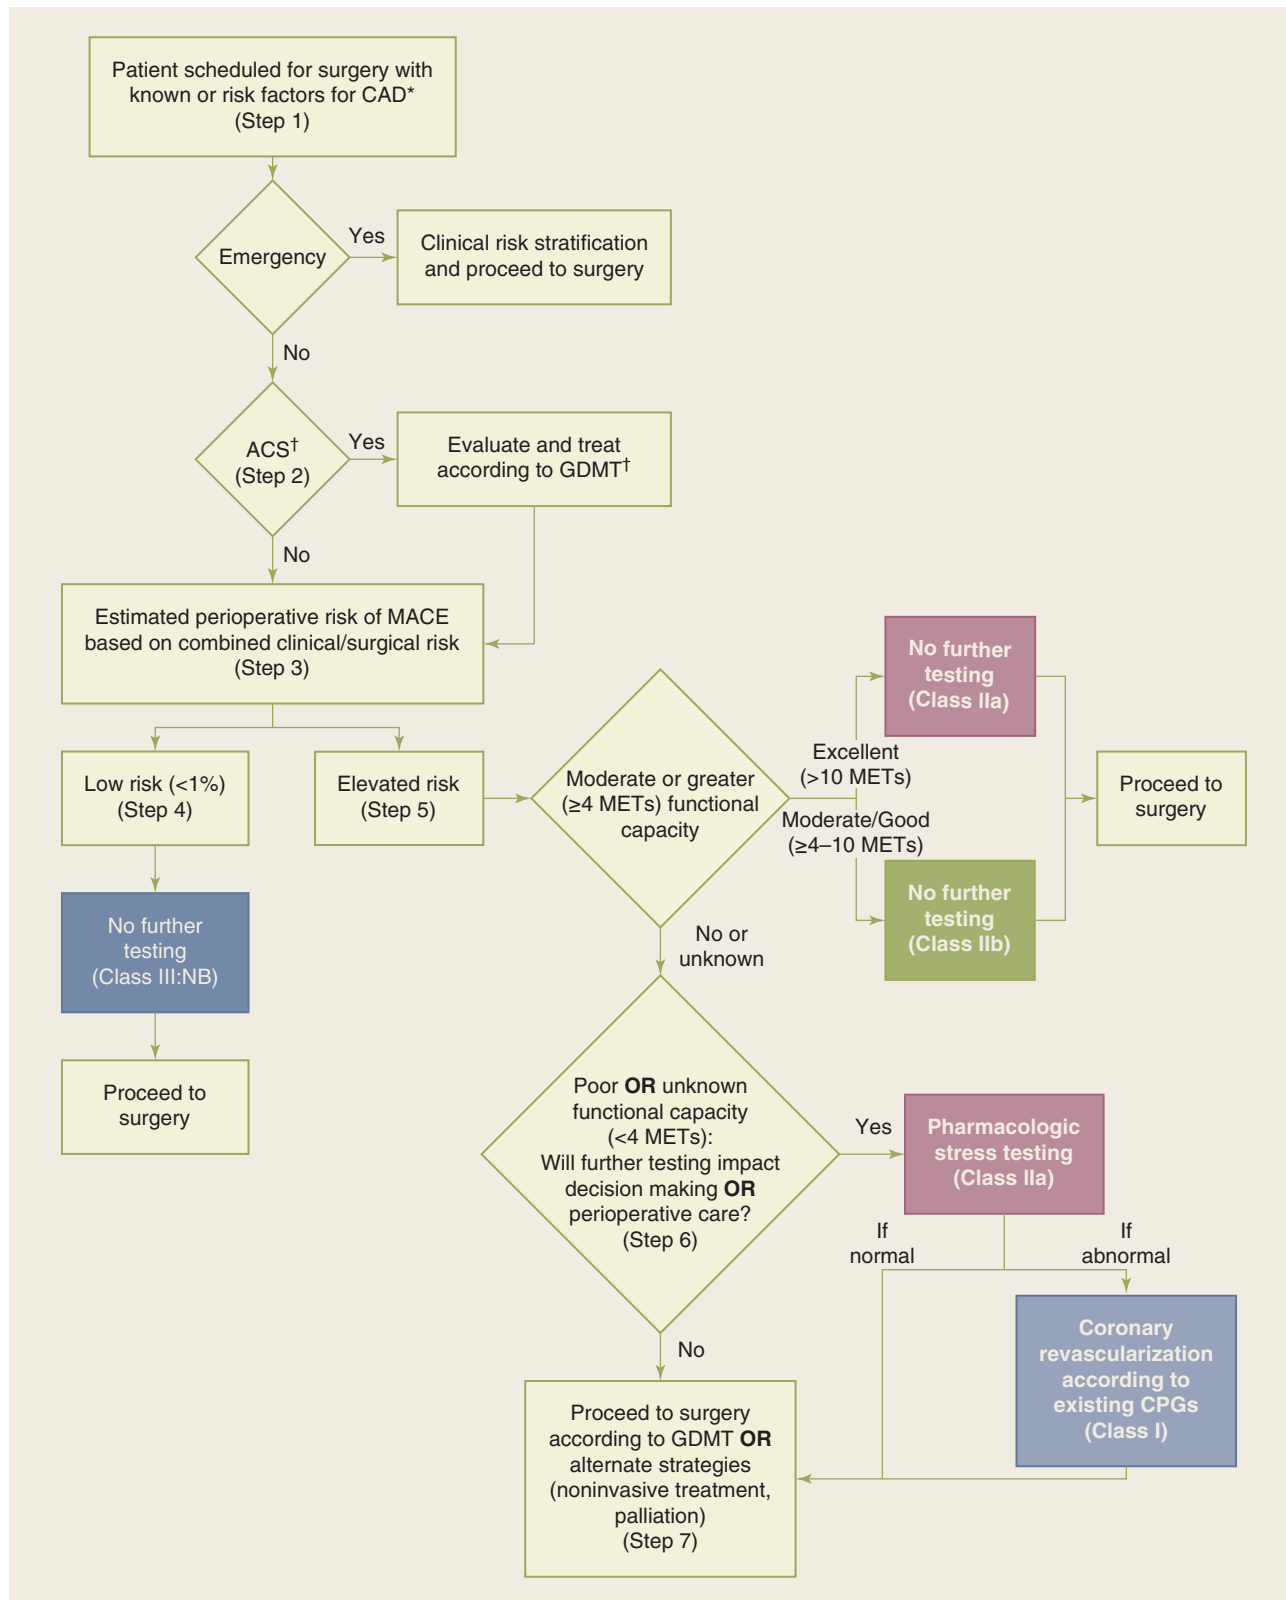 Patient scheduled for surgery with
known or risk factors for CAD*
(Step 1)
Emergency
Yes
Clinical risk stratification
and proceed to surgery
No
ACS†
(Step 2)
Yes
Evaluate and treat
according to GDMT†
No
Estimated perioperative risk of MACE
based on combined clinical/surgical risk
(Step 3)
Low risk (<1%)
(Step 4)
Elevated risk
(Step 5)
Moderate or greater
(≥4 METs) functional
capacity
Excellent
(>10 METs)
No further
testing
(Class IIa)
Moderate/Good
(≥4–10 METs)
No further
testing
(Class IIb)
Proceed to
surgery
No further
testing
(Class III:NB)
Proceed to
surgery
No or
unknown
Poor OR unknown
functional capacity
(<4 METs):
Will further testing impact
decision making OR
perioperative care?
(Step 6)
Yes
Pharmacologic
stress testing
(Class IIa)
If
normal
If
abnormal
Coronary
revascularization
according to
existing CPGs
(Class I)
No
Proceed to surgery
according to GDMT OR
alternate strategies
(noninvasive treatment,
palliation)
(Step 7)